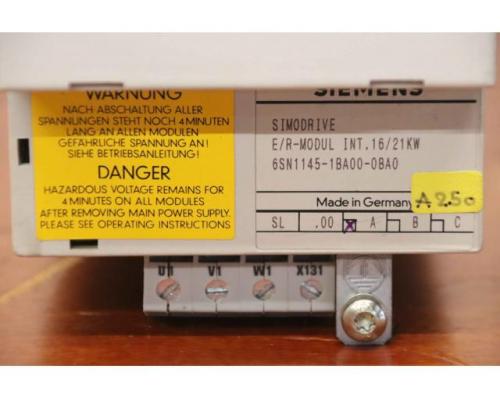 WARNUNG
NACH ABSCHALTUNG ALLER
SPANNUNGEN STEHT NOCH 4 MINUTEN
LANG AN ALLEN MODULEN
GEFÄHRLICHE SPANNUNG AN!
SIEHE BETRIEBSANLEITUNG!
DANGER
HAZARDOUS VOLTAGE REMAINS FOR
4 MINUTES ON ALL MODULES
AFTER REMOVING MAIN POWER SUPPLY.
PLEASE SEE OPERATING INSTRUCTIONS
SIEMENS
SIMODRIVE
E/R-MODUL INT.16/21KW
6SN1145-1BA00-0BA0
Made in Germany
A250
SL .00 A B C
U1 V1 W1 X131